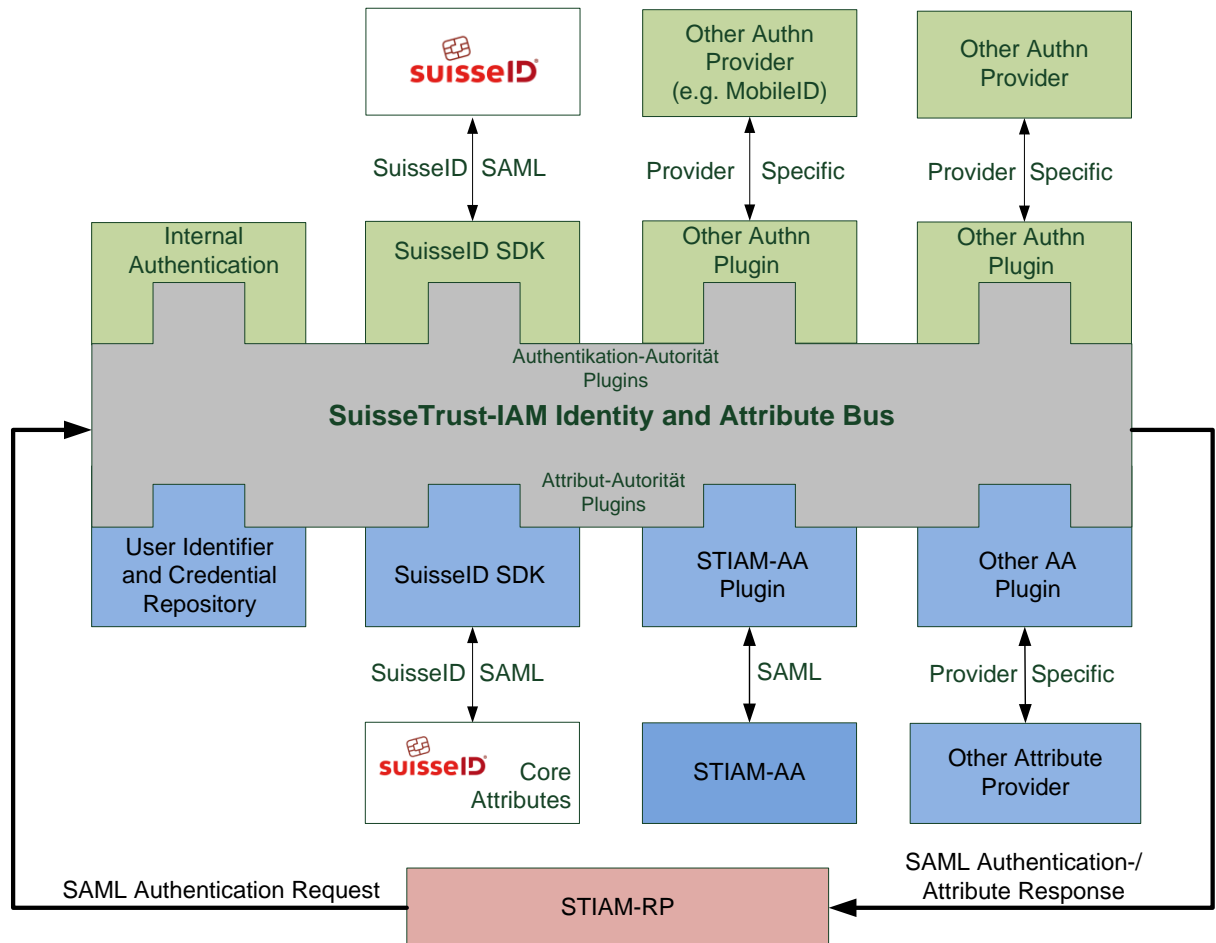 suisseID
Other Authn
Provider
(e.g. MobileID)
Other Authn
Provider
SuisseID SAML
Provider Specific
Provider Specific
Internal
Authentication
SuisseID SDK
Other Authn
Plugin
Other Authn
Plugin
Authentikation-Autorität
Plugins
SuisseTrust-IAM Identity and Attribute Bus
Attribut-Autorität
Plugins
User Identifier
and Credential
Repository
SuisseID SDK
STIAM-AA
Plugin
Other AA
Plugin
SuisseID SAML
SAML
Provider Specific
suisseID
Core
Attributes
STIAM-AA
Other Attribute
Provider
SAML Authentication Request
STIAM-RP
SAML Authentication-/
Attribute Response